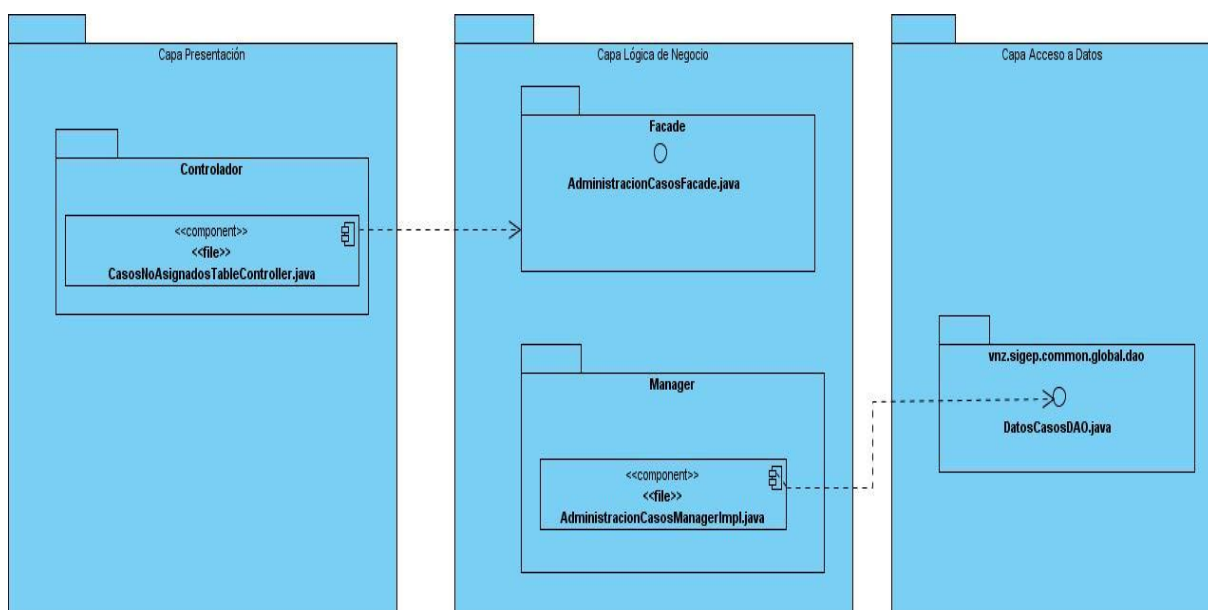 Capa Presentación
Controlador
<<component>>
<<file>>
CasosNoAsignadosTableController.java
Capa Lógica de Negocio
Facade
AdministracionCasosFacade.java
Manager
<<component>>
<<file>>
AdministracionCasosManagerImpl.java
Capa Acceso a Datos
vnz.sigep.common.global.dao
DatosCasosDAO.java